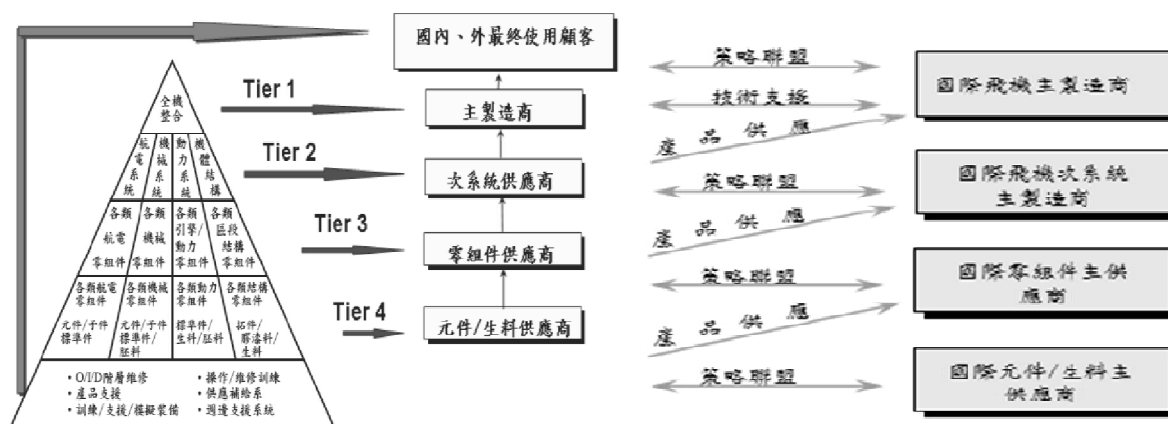 國內、外最終使用顧客
Tier 1
主製造商
Tier 2
次系統供應商
Tier 3
零組件供應商
Tier 4
元件/生料供應商
全機
整合
航電系統
機械系統
動力系統
機體結構
各類
航電
零組件
各類
機械
零組件
各類
引擎/
動力
零組件
各類
區段
結構
零組件
各類航電
零組件
元件/子件
標準件
各類機械
零組件
元件/子件
標準件/
胚料
各類動力
零組件
標準件/
生料/胚料
各類結構
零組件
拓件/
膠漆料/
生料
•O/I/D階層維修
•產品支援
•訓練/支援/模擬裝備
•操作/維修訓練
•供應補給系
•週邊支援系統
策略聯盟
技術支援
產品供應
策略聯盟
產品供應
策略聯盟
產品供應
策略聯盟
國際飛機主製造商
國際飛機次系統
主製造商
國際零組件主供
應商
國際元件/生料主
供應商